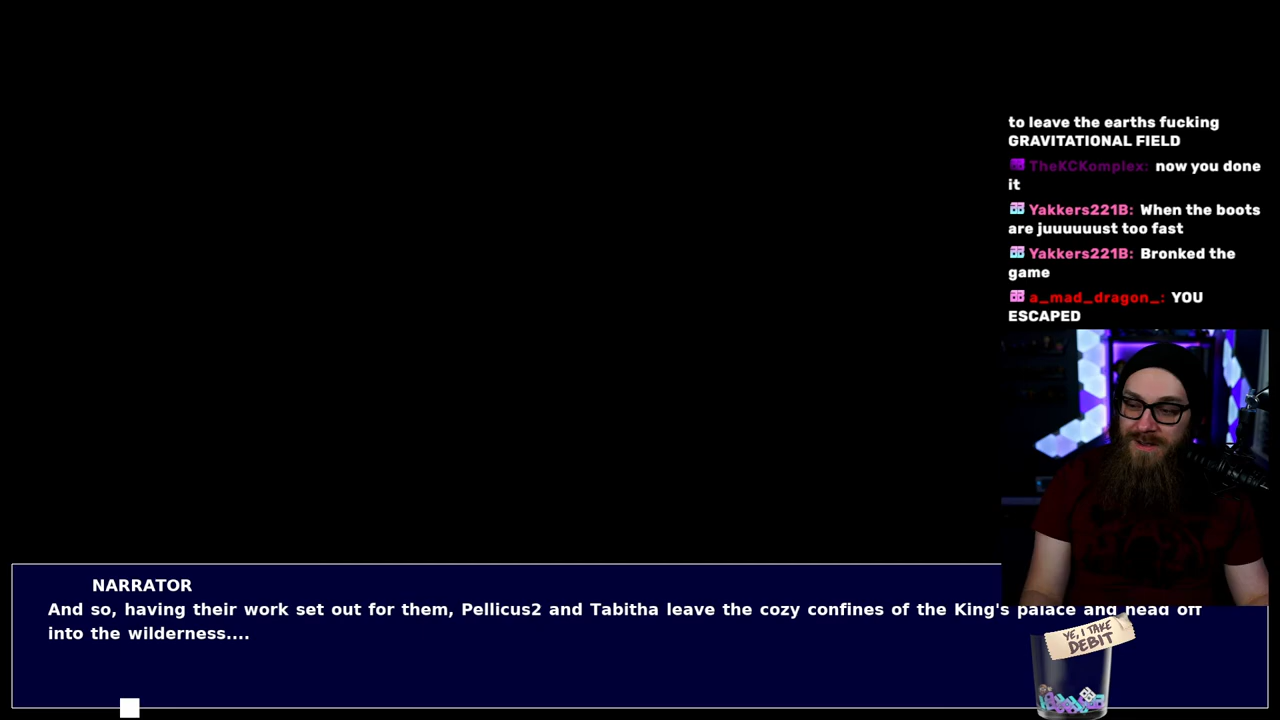 to leave the earths fucking
GRAVITATIONAL FIELD
TheKCKomplex: now you done
it
Yakkers221B: When the boots
are juuuuuust too fast
Yakkers221B: Bronked the
game
a_mad_dragon_: YOU
ESCAPED
NARRATOR
And so, having their work set out for them, Pellicus2 and Tabitha leave the cozy confines of the King's palace and head off
into the wilderness....
YE, I TAKE
DEBIT